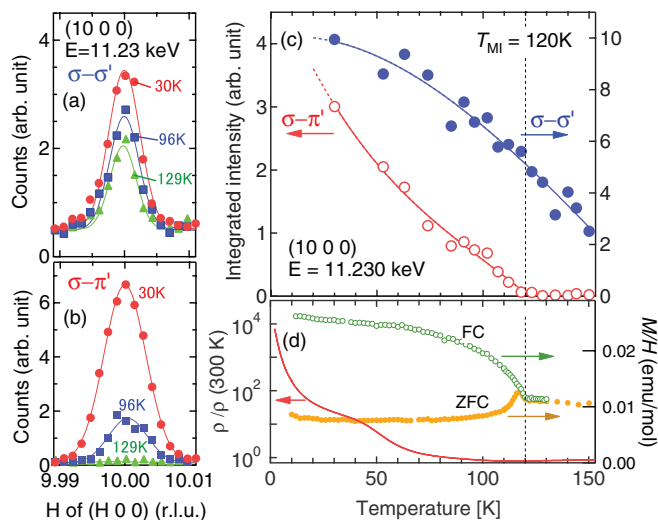 (10 0 0)
E=11.23 keV
σ–σ'
30K
(a)
96K
129K
Counts (arb. unit)
4
2
0
σ–π'
30K
(b)
96K
129K
Counts (arb. unit)
6
4
2
0
9.99 10.00 10.01
H of (H 0 0) (r.l.u.)
(c)
T_MI = 120K
σ–σ'
σ–π'
(10 0 0)
E = 11.230 keV
Integrated intensity (arb. unit)
4
3
2
1
0
10
8
6
4
2
0
(d)
FC
ZFC
ρ /ρ (300 K)
10^4
10^2
10^0
M/H (emu/mol)
0.02
0.01
0.00
0 50 100 150
Temperature [K]